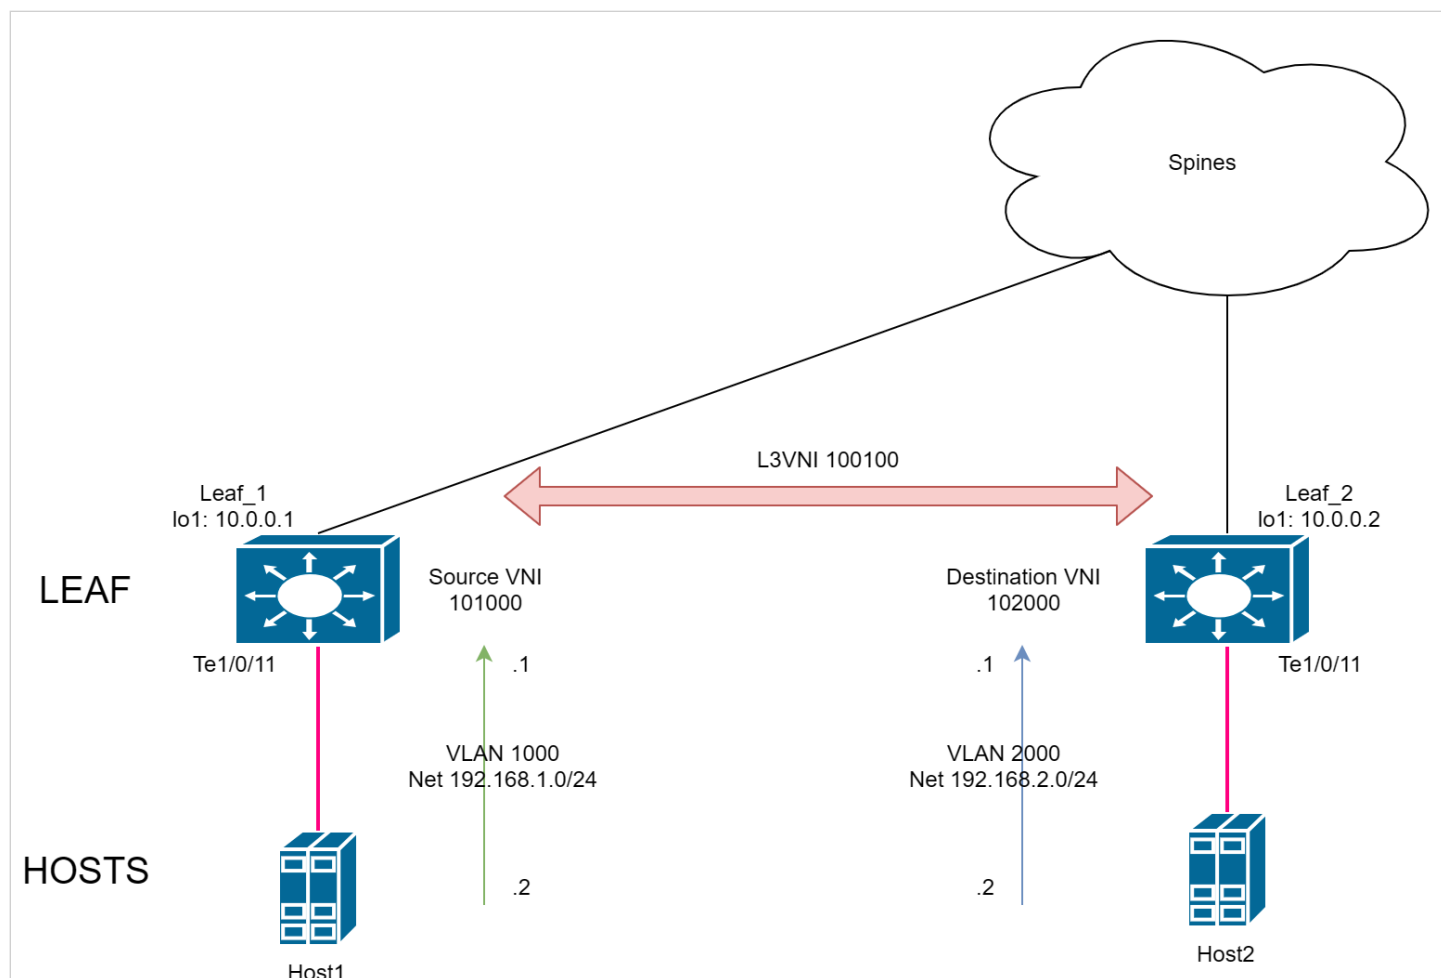 Spines
L3VNI 100100
Leaf_1
lo1: 10.0.0.1
Leaf_2
lo1: 10.0.0.2
LEAF
Source VNI
101000
Destination VNI
102000
Te1/0/11
.1
.1
Te1/0/11
VLAN 1000
Net 192.168.1.0/24
VLAN 2000
Net 192.168.2.0/24
HOSTS
.2
.2
Host1
Host2